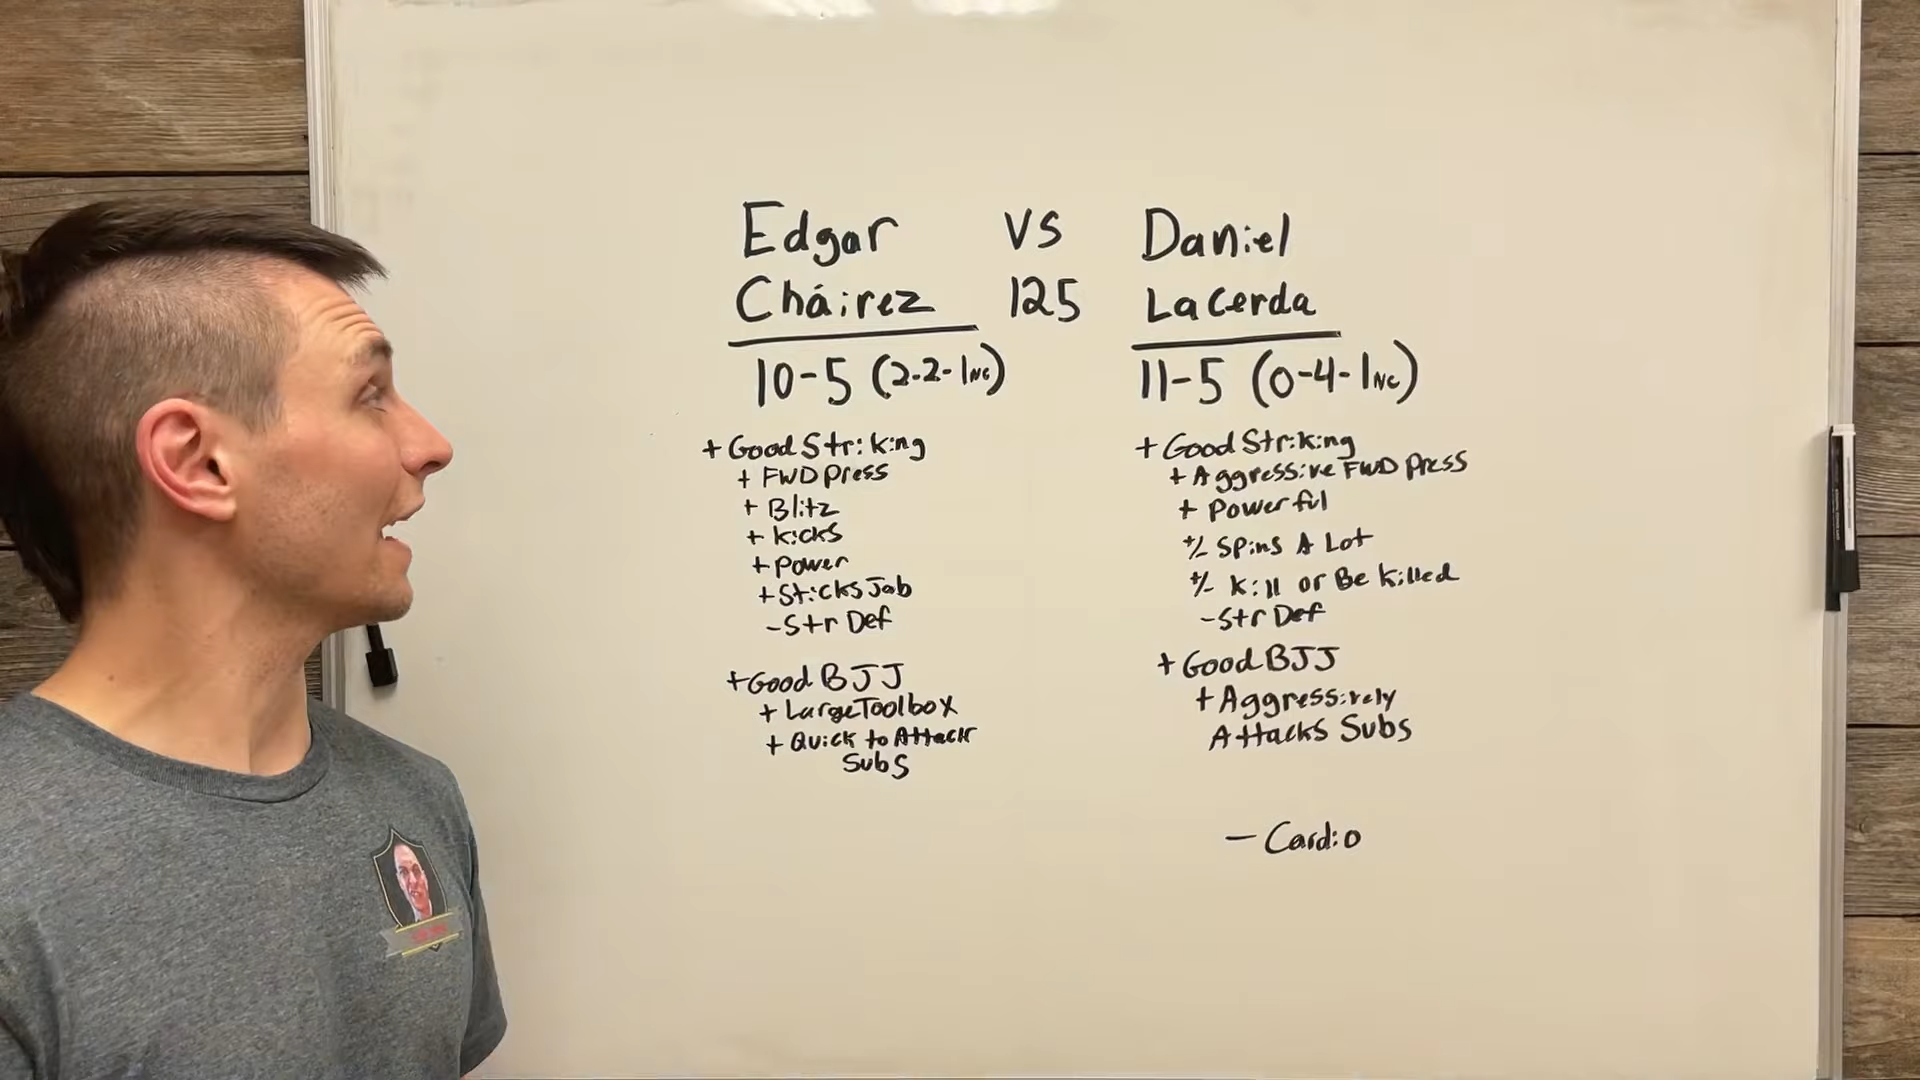 Edgar VS Daniel
Cháirez 125 LaCerda
10-5 (2-2-1NC)
11-5 (0-4-1NC)
+ Good Striking
+ FWD Press
+ Blitz
+ Kicks
+ Power
+ Sticks Jab
- Str Def
+ Good BJJ
+ Large Toolbox
+ Quick to Attack
Subs
+ Good Striking
+ Aggressive FWD Press
+ Powerful
+/- Spins A Lot
+/- Kill or Be Killed
- Str Def
+ Good BJJ
+ Aggressively
Attacks Subs
- Cardio